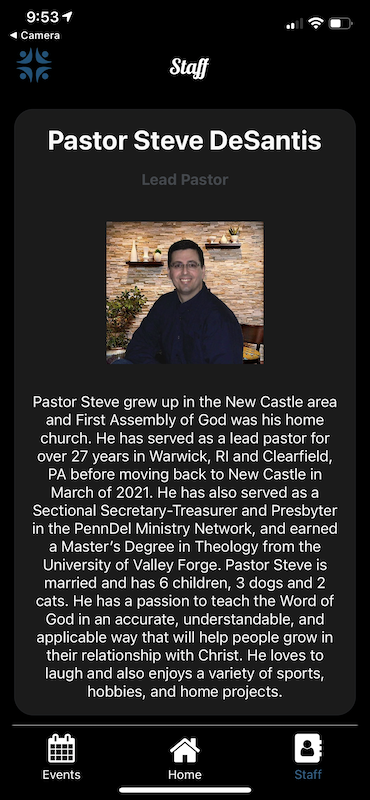 9:53
◀ Camera
Staff
Pastor Steve DeSantis
Lead Pastor
Pastor Steve grew up in the New Castle area
and First Assembly of God was his home
church. He has served as a lead pastor for
over 27 years in Warwick, RI and Clearfield,
PA before moving back to New Castle in
March of 2021. He has also served as a
Sectional Secretary-Treasurer and Presbyter
in the PennDel Ministry Network, and earned
a Master’s Degree in Theology from the
University of Valley Forge. Pastor Steve is
married and has 6 children, 3 dogs and 2
cats. He has a passion to teach the Word of
God in an accurate, understandable, and
applicable way that will help people grow in
their relationship with Christ. He loves to
laugh and also enjoys a variety of sports,
hobbies, and home projects.
Events
Home
Staff